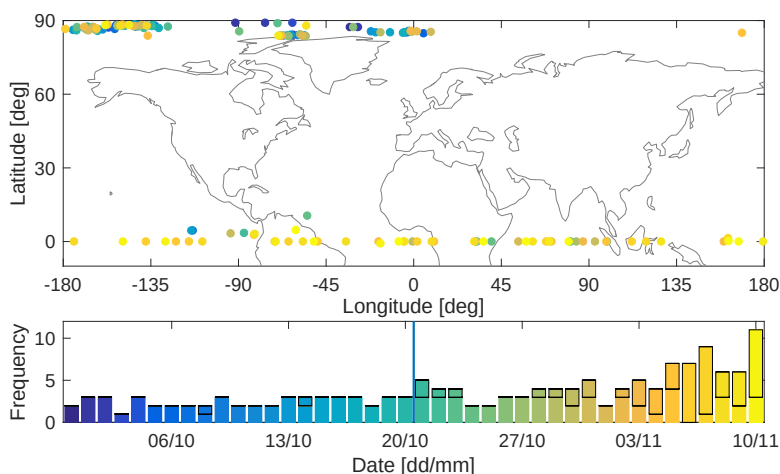 90
60
30
0
Latitude [deg]
-180 -135 -90 -45 0 45 90 135 180
Longitude [deg]
10
5
0
Frequency
06/10 13/10 20/10 27/10 03/11 10/11
Date [dd/mm]